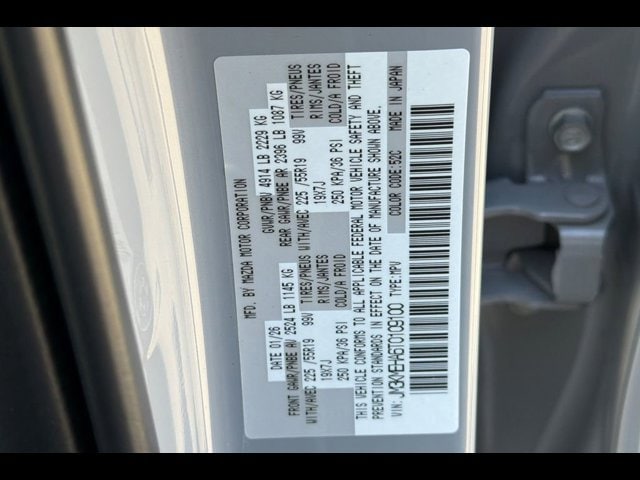 MFD. BY MAZDA MOTOR CORPORATION
DATE 01/26 GVWR/PNBV 4914 LB 2229 KG
FRONT GAWR/PNBE AV 2524 LB 1145 KG REAR GAWR/PNBE AR 2396 LB 1087 KG
WITH/AVEC 225 /55R19 99V TIRES/PNEUS WITH/AVEC 225 /55R19 99V TIRES/PNEUS
19X7J RIMS/JANTES 19X7J RIMS/JANTES
250 KPA/36 PSI COLD/A FROID 250 KPA/36 PSI COLD/A FROID
THIS VEHICLE CONFORMS TO ALL APPLICABLE FEDERAL MOTOR VEHICLE SAFETY AND THEFT
PREVENTION STANDARDS IN EFFECT ON THE DATE OF MANUFACTURE SHOWN ABOVE.
VIN: TYPE: MPV COLOR CODE: 52C MADE IN JAPAN